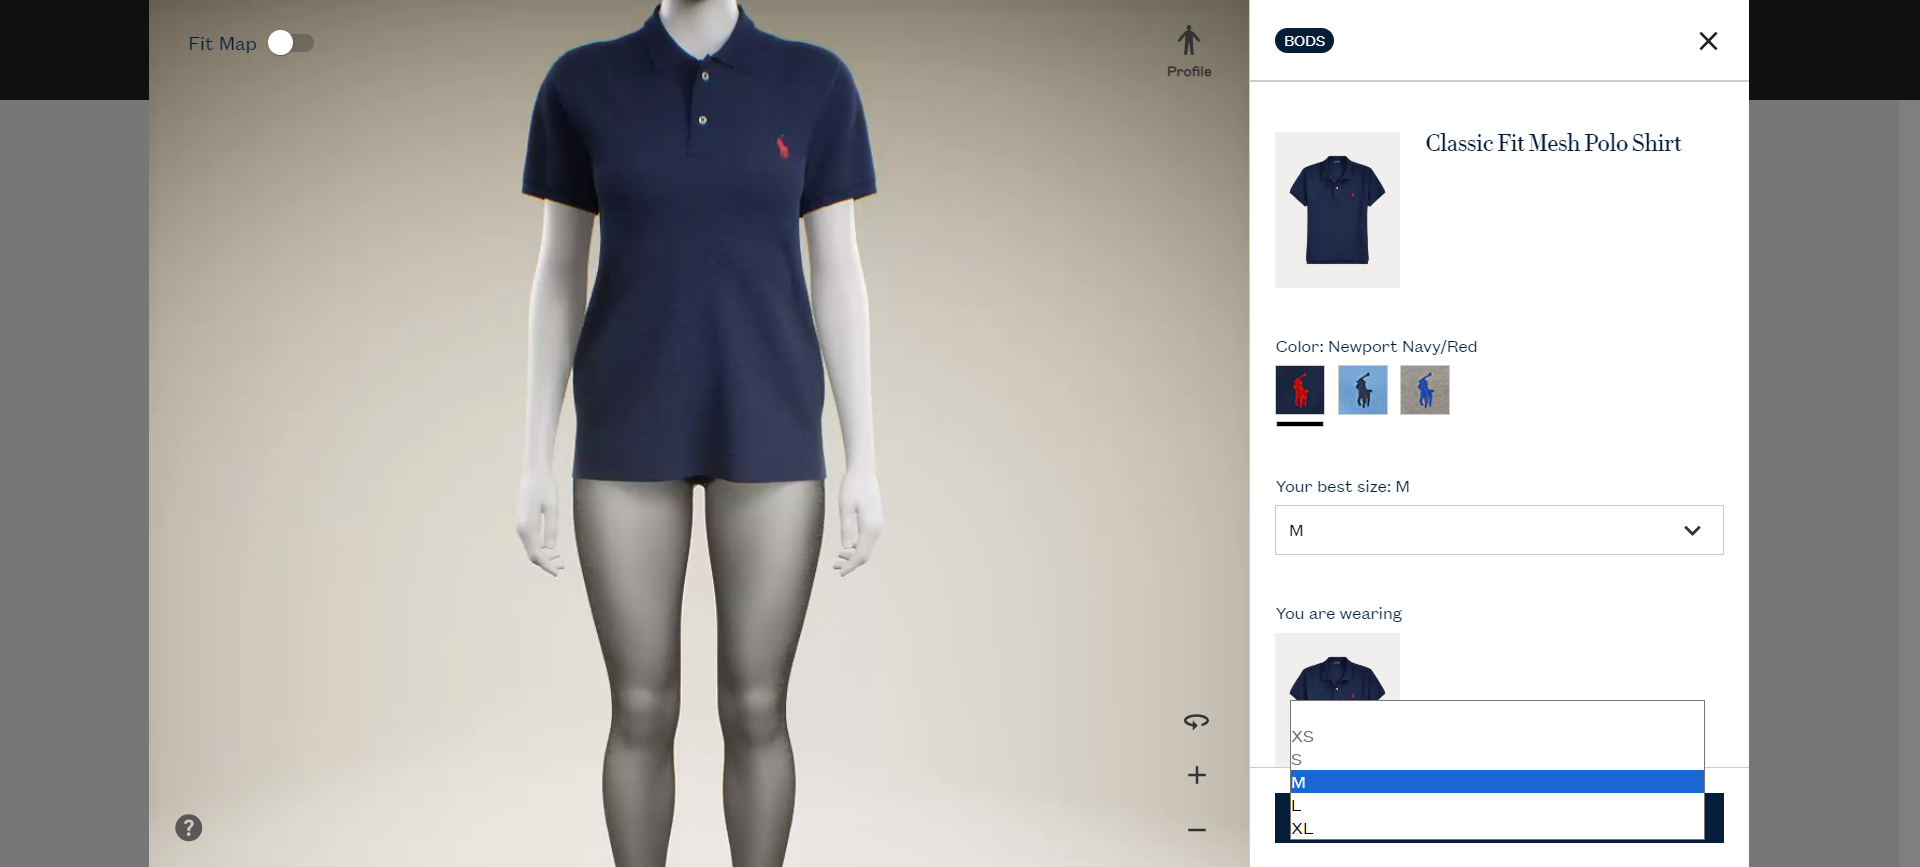 Fit Map
Profile
BODS
Classic Fit Mesh Polo Shirt
Color: Newport Navy/Red
Your best size: M
M
You are wearing
XS
S
M
L
XL
?